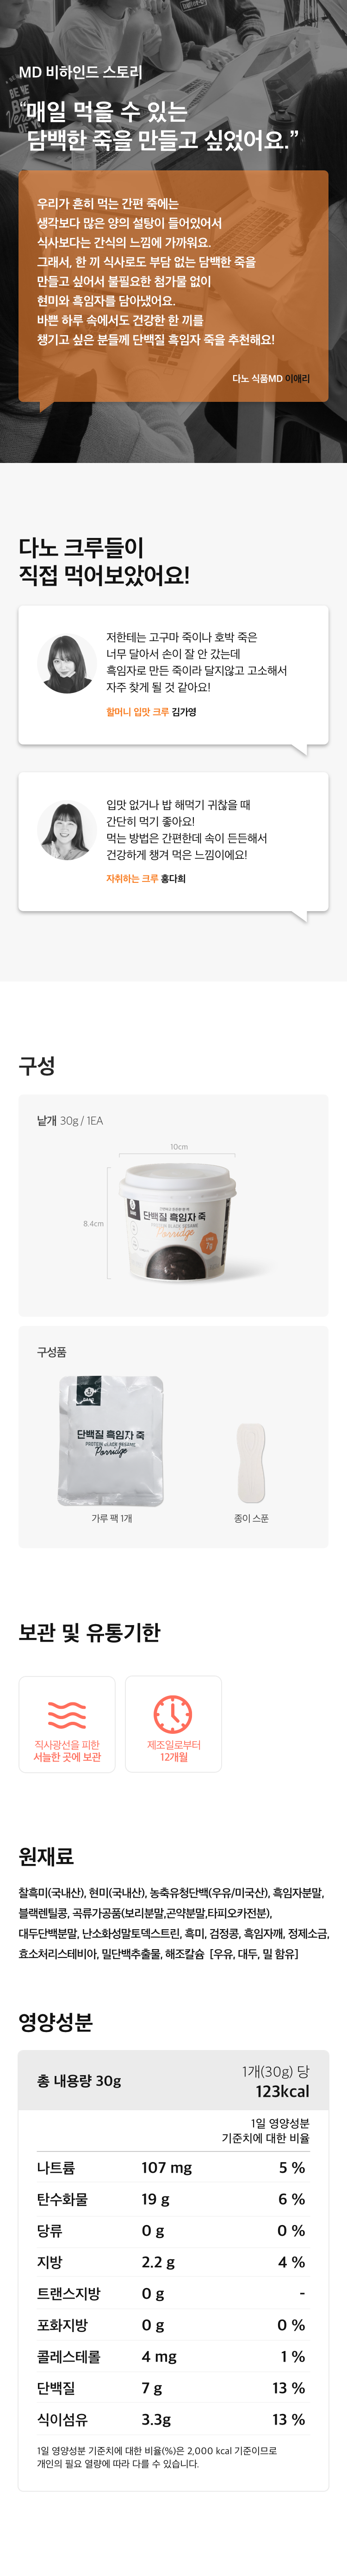 MD 비하인드 스토리
“매일 먹을 수 있는
담백한 죽을 만들고 싶었어요.”
우리가 흔히 먹는 간편 죽에는
생각보다 많은 양의 설탕이 들어있어서
식사보다는 간식의 느낌에 가까워요.
그래서, 한 끼 식사로도 부담 없는 담백한 죽을
만들고 싶어서 불필요한 첨가물 없이
현미와 흑임자를 담아냈어요.
바쁜 하루 속에서도 건강한 한 끼를
챙기고 싶은 분들께 단백질 흑임자 죽을 추천해요!
다노 식품MD 이애리
다노 크루들이
직접 먹어보았어요!
저한테는 고구마 죽이나 호박 죽은
너무 달아서 손이 잘 안 갔는데
흑임자로 만든 죽이라 달지않고 고소해서
자주 찾게 될 것 같아요!
할머니 입맛 크루 김가영
입맛 없거나 밥 해먹기 귀찮을 때
간단히 먹기 좋아요!
먹는 방법은 간편한데 속이 든든해서
건강하게 챙겨 먹은 느낌이에요!
자취하는 크루 홍다희
구성
낱개 30g / 1EA
10cm
8.4cm
단백질 흑임자 죽
PROTEIN BLACK SESAME
Porridge
7g
구성품
단백질 흑임자 죽
PROTEIN BLACK SESAME
Porridge
가루 팩 1개
종이 스푼
보관 및 유통기한
직사광선을 피한
서늘한 곳에 보관
제조일로부터
12개월
원재료
찰흑미(국내산), 현미(국내산), 농축유청단백(우유/미국산), 흑임자분말,
블랙렌틸콩, 곡류가공품(보리분말,곤약분말,타피오카전분),
대두단백분말, 난소화성말토덱스트린, 흑미, 검정콩, 흑임자깨, 정제소금,
효소처리스테비아, 밀단백추출물, 해조칼슘 [우유, 대두, 밀 함유]
영양성분
총 내용량 30g
1개(30g) 당
123kcal
1일 영양성분
기준치에 대한 비율
나트륨 107 mg 5 %
탄수화물 19 g 6 %
당류 0 g 0 %
지방 2.2 g 4 %
트랜스지방 0 g -
포화지방 0 g 0 %
콜레스테롤 4 mg 1 %
단백질 7 g 13 %
식이섬유 3.3g 13 %
1일 영양성분 기준치에 대한 비율(%)은 2,000 kcal 기준이므로
개인의 필요 열량에 따라 다를 수 있습니다.